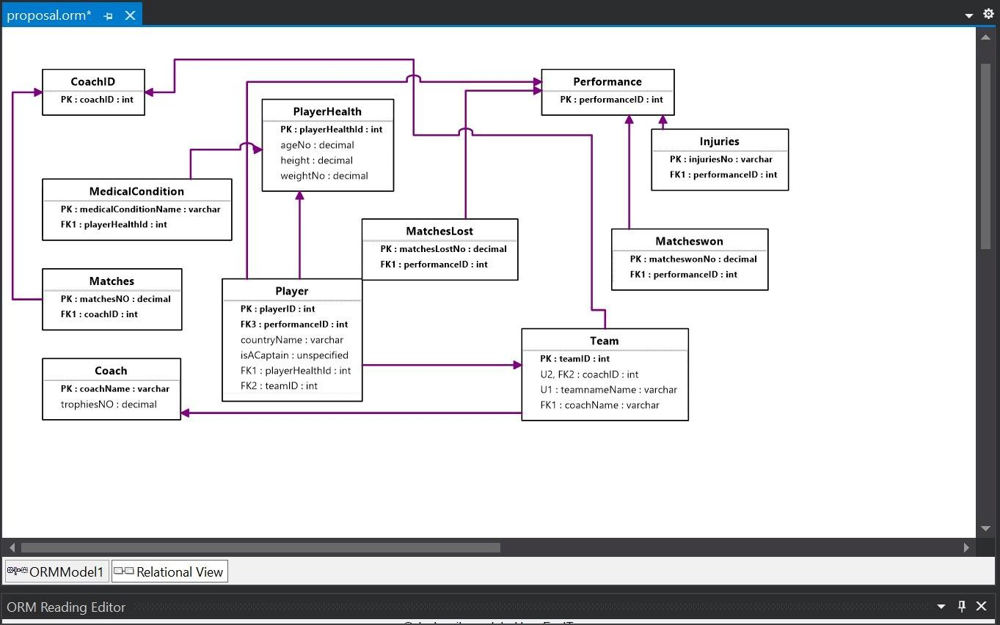 proposal.orm*
CoachID
PK : coachID : int
Performance
PK : performanceID : int
PlayerHealth
PK : playerHealthId : int
ageNo : decimal
height : decimal
weightNo : decimal
Injuries
PK : injuriesNo : varchar
FK1 : performanceID : int
MedicalCondition
PK : medicalConditionName : varchar
FK1 : playerHealthId : int
MatchesLost
PK : matchesLostNo : decimal
FK1 : performanceID : int
Matcheswon
PK : matcheswonNo : decimal
FK1 : performanceID : int
Matches
PK : matchesNO : decimal
FK1 : coachID : int
Player
PK : playerID : int
FK3 : performanceID : int
countryName : varchar
isACaptain : unspecified
FK1 : playerHealthId : int
FK2 : teamID : int
Team
PK : teamID : int
U2, FK2 : coachID : int
U1 : teamnameName : varchar
FK1 : coachName : varchar
Coach
PK : coachName : varchar
trophiesNO : decimal
ORMModel1
Relational View
ORM Reading Editor